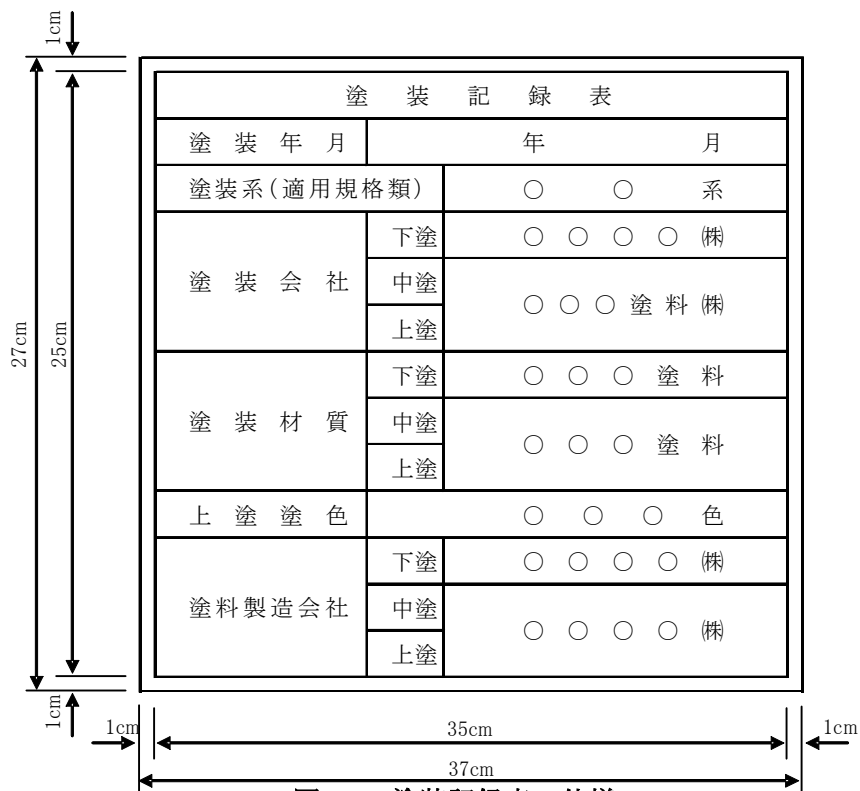 1cm
塗装記録表
塗装年月 年 月
塗装系(適用規格類) ○ ○ 系
下塗 ○ ○ ○ ○ ㈱
塗装会社 中塗 ○ ○ ○ 塗料㈱
上塗
下塗 ○ ○ ○ 塗料
塗装材質 中塗 ○ ○ ○ 塗料
上塗
上塗塗色 ○ ○ ○ 色
下塗 ○ ○ ○ ○ ㈱
塗料製造会社 中塗 ○ ○ ○ ○ ㈱
上塗
27cm
25cm
1cm
1cm 35cm 1cm
37cm